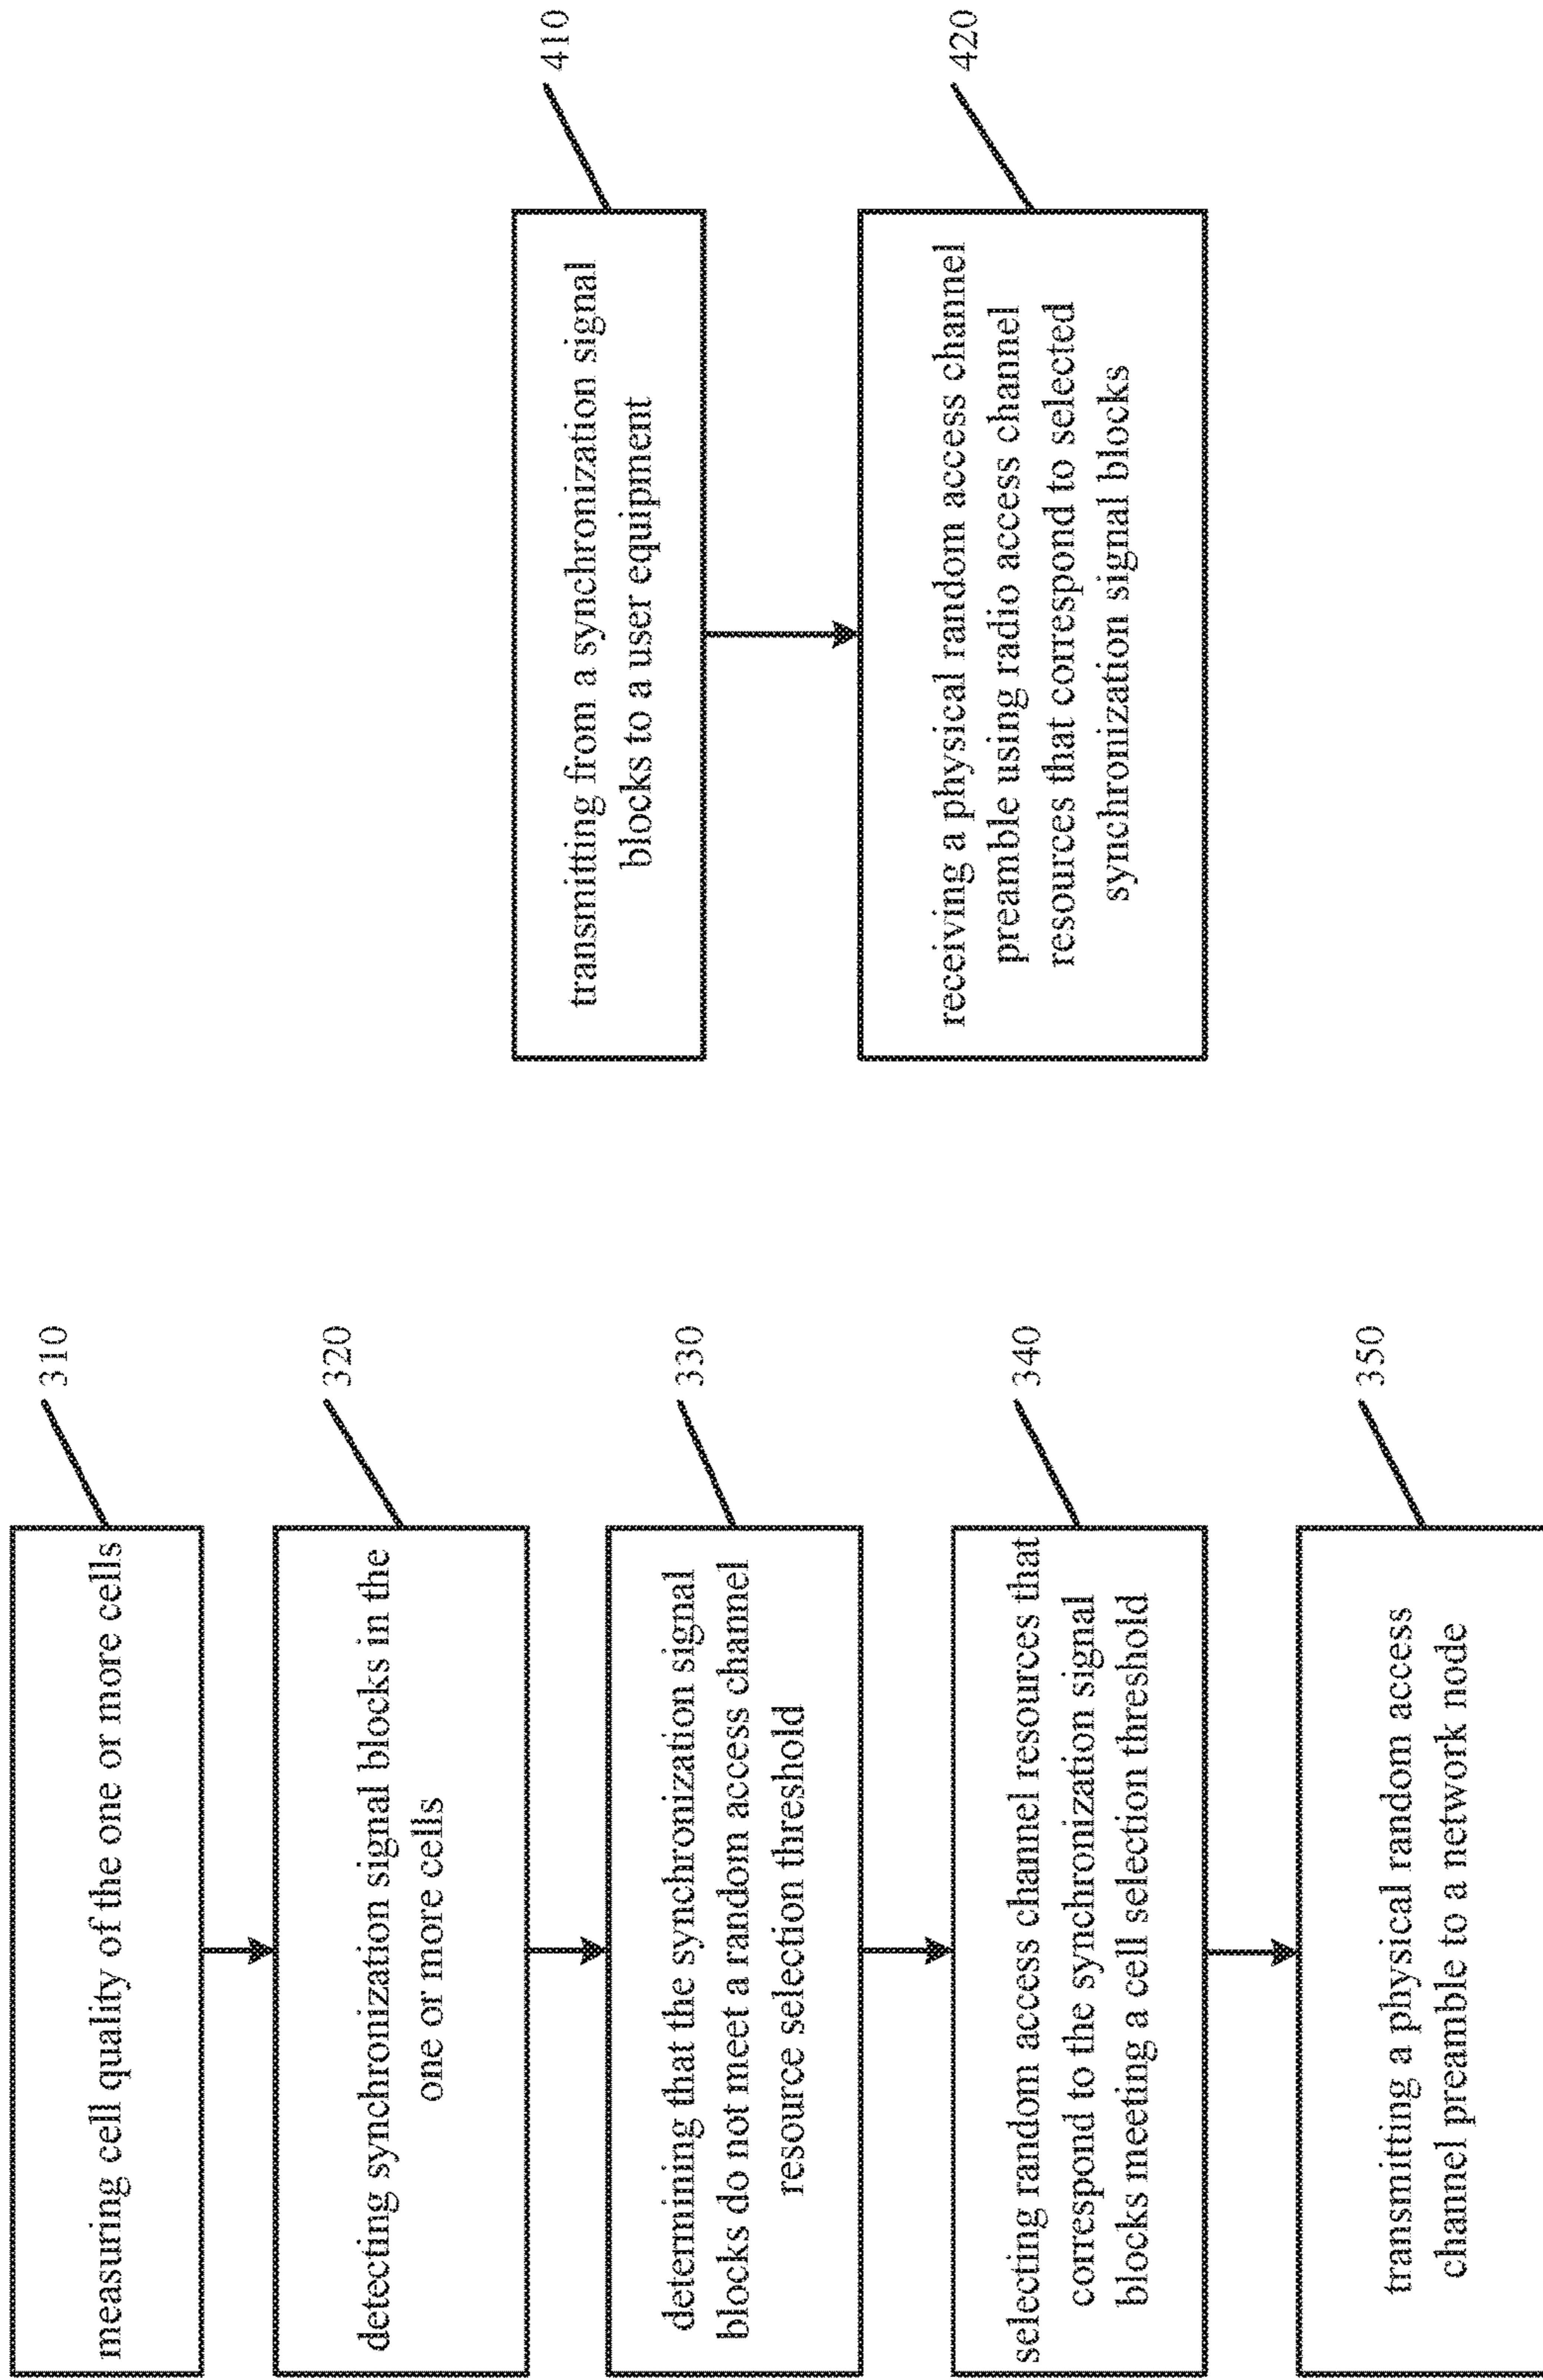 310
measuring cell quality of the one or more cells
320
detecting synchronization signal blocks in the
one or more cells
330
determining that the synchronization signal
blocks do not meet a random access channel
resource selection threshold
340
selecting random access channel resources that
correspond to the synchronization signal
blocks meeting a cell selection threshold
350
transmitting a physical random access
channel preamble to a network node
410
transmitting from a synchronization signal
blocks to a user equipment
420
receiving a physical random access channel
preamble using radio access channel
resources that correspond to selected
synchronization signal blocks